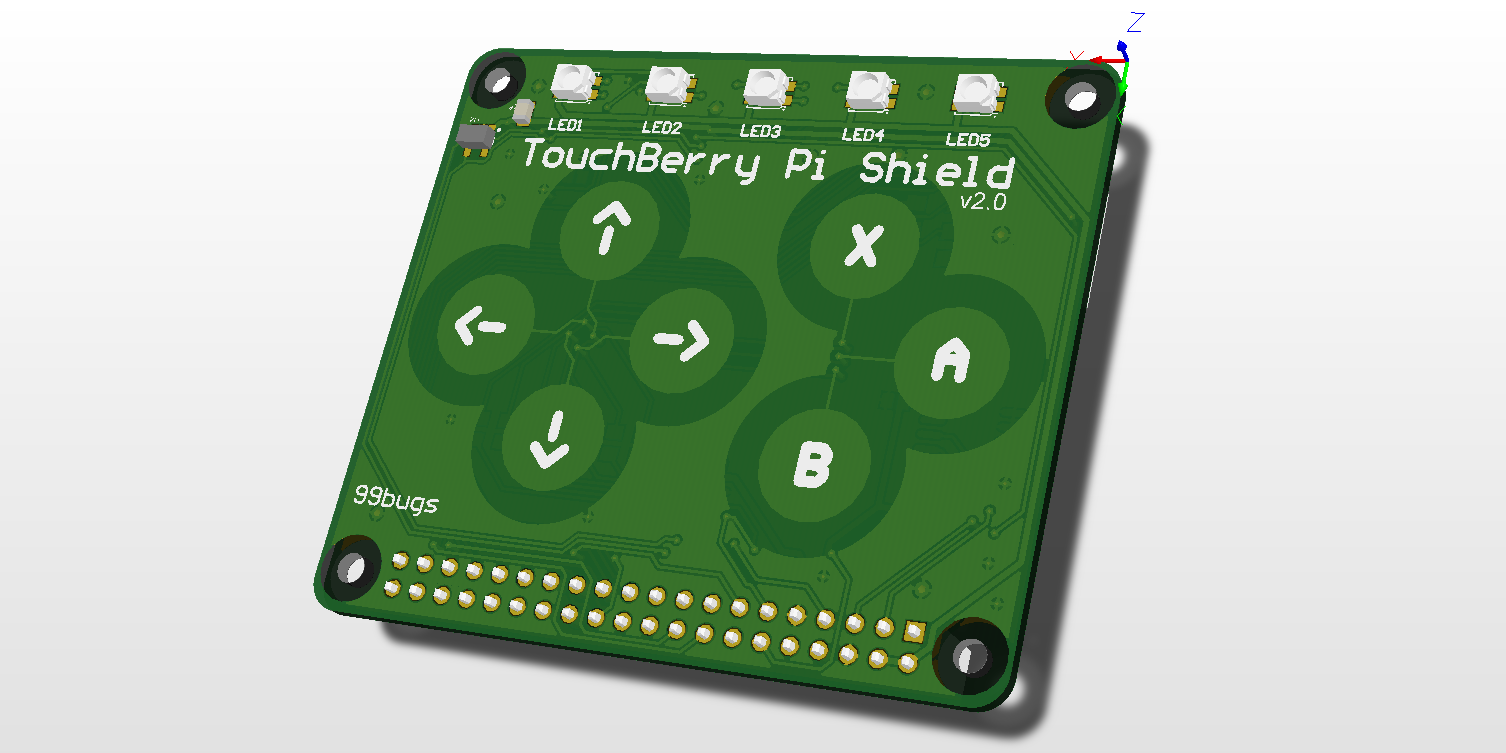 Z
Y
LED1 LED2 LED3 LED4 LED5
TouchBerry Pi Shield
v2.0
↑
X
← →
A
↓
B
99bugs